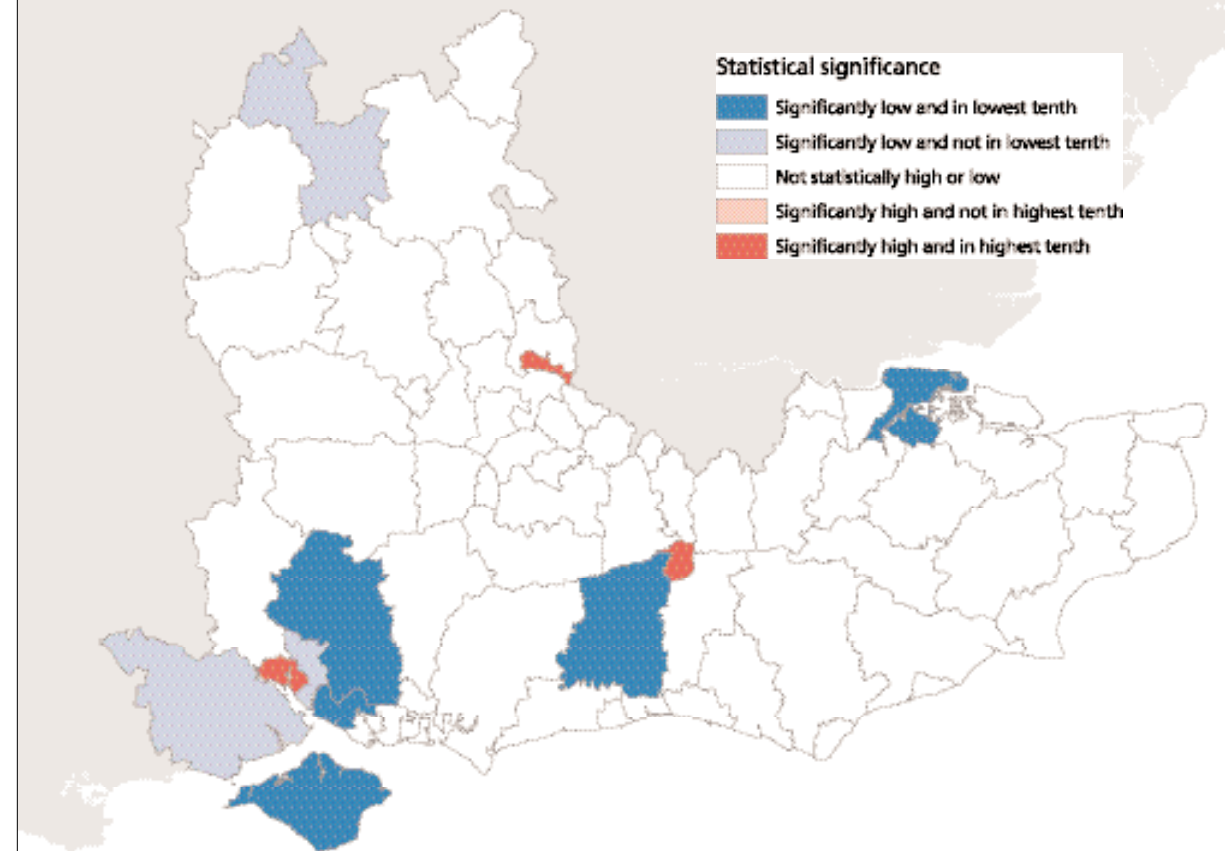 Statistical significance
Significantly low and in lowest tenth
Significantly low and not in lowest tenth
Not statistically high or low
Significantly high and not in highest tenth
Significantly high and in highest tenth